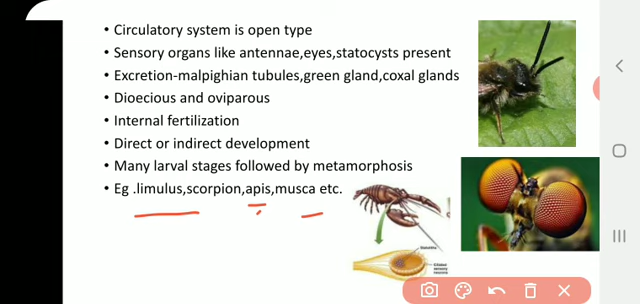 • Circulatory system is open type
• Sensory organs like antennae,eyes,statocysts present
• Excretion-malpighian tubules,green gland,coxal glands
• Dioecious and oviparous
• Internal fertilization
• Direct or indirect development
• Many larval stages followed by metamorphosis
• Eg .limulus,scorpion,apis,musca etc.